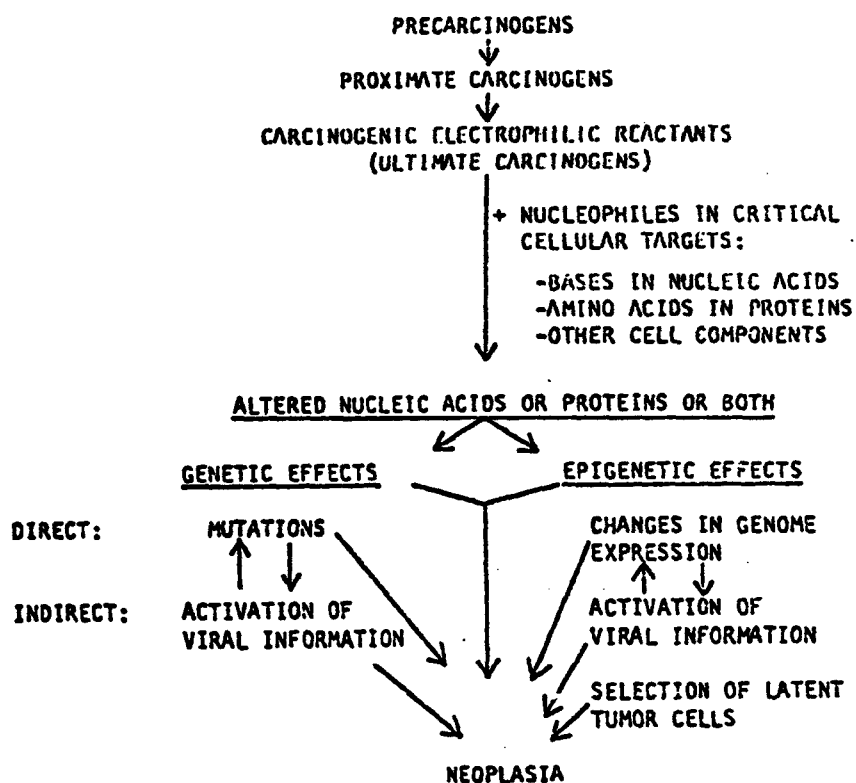 PRECARCINOGENS
PROXIMATE CARCINOGENS
CARCINOGENIC ELECTROPHILIC REACTANTS
(ULTIMATE CARCINOGENS)
+ NUCLEOPHILES IN CRITICAL
CELLULAR TARGETS:
-BASES IN NUCLEIC ACIDS
-AMINO ACIDS IN PROTEINS
-OTHER CELL COMPONENTS
ALTERED NUCLEIC ACIDS OR PROTEINS OR BOTH
GENETIC EFFECTS
EPIGENETIC EFFECTS
DIRECT:
MUTATIONS
CHANGES IN GENOME
EXPRESSION
INDIRECT:
ACTIVATION OF
VIRAL INFORMATION
ACTIVATION OF
VIRAL INFORMATION
SELECTION OF LATENT
TUMOR CELLS
NEOPLASIA